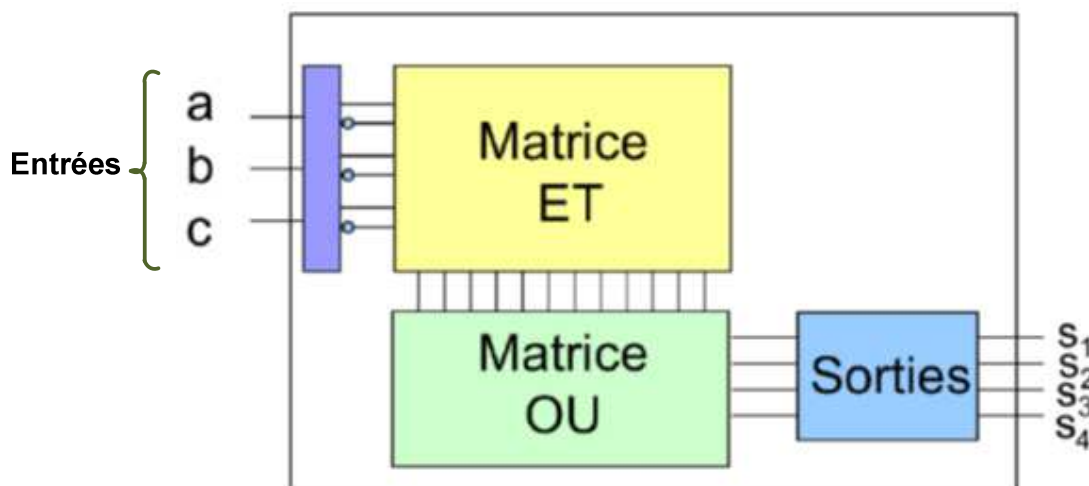 Entrées
a
b
c
Matrice
ET
Matrice
OU
Sorties
S₁
S₂
S₃
S₄